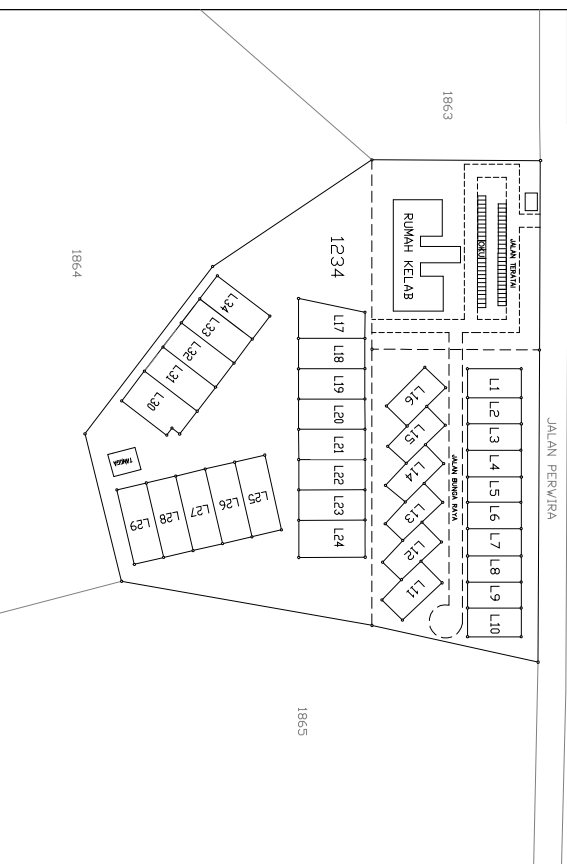 1863
1864
1234
RUMAH KELAB
JALAN TERATAI
JALAN PERWIRA
JALAN BUNGA RAYA
L1
L2
L3
L4
L5
L6
L7
L8
L9
L10
L16
L15
L14
L13
L12
L11
L17
L18
L19
L20
L21
L22
L23
L24
L34
L33
L32
L31
L30
TANGGA
L29
L28
L27
L26
L25
1865